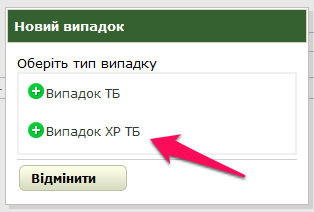 Новий випадок
Оберіть тип випадку
Випадок ТБ
Випадок ХР ТБ
Відмінити